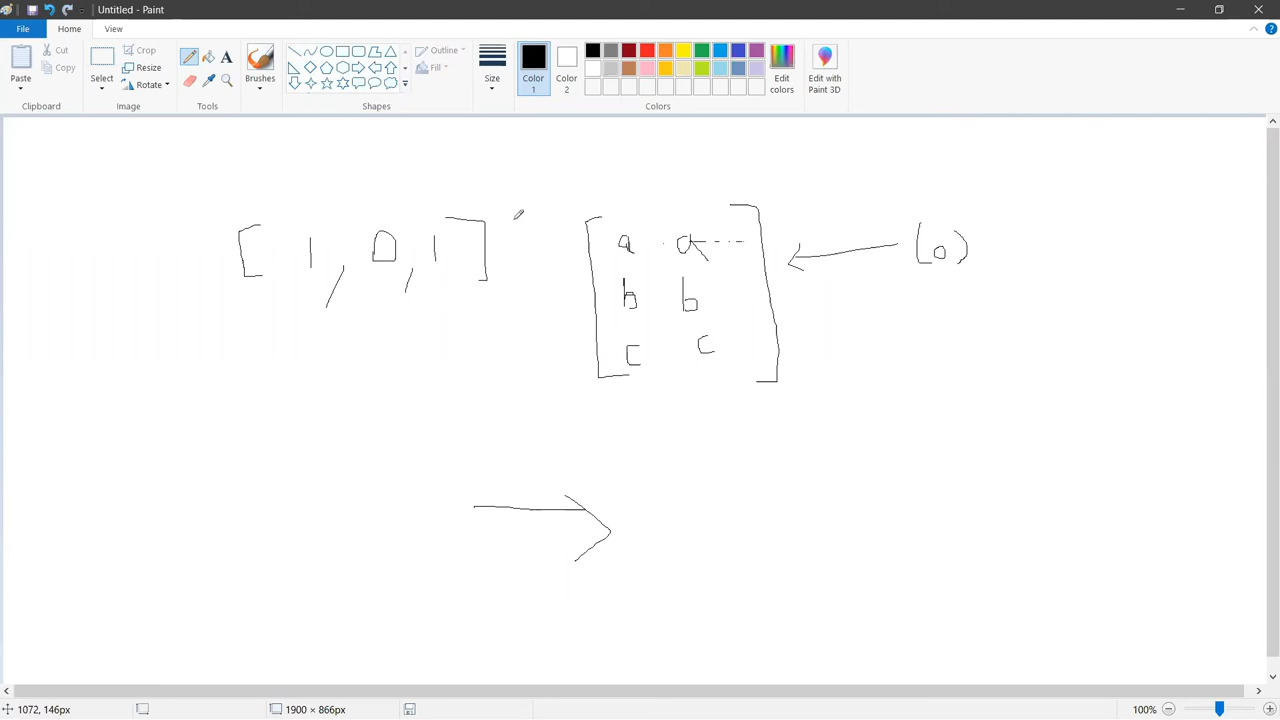 Untitled - Paint
File Home View
Paste
Cut
Copy
Clipboard
Select
Crop
Resize
Rotate
Image
A
Tools
Brushes
Outline
Fill
Shapes
Size
Color 1
Color 2
Edit colors
Edit with Paint 3D
Colors
[ 1, 0, 1 ]
[ a a
b b
c c ]
(0)
1072, 146px
1900 × 866px
100%